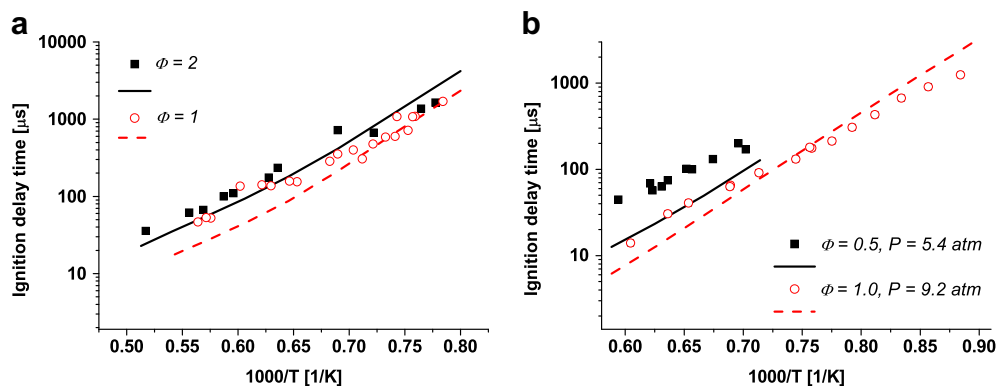 a
Ignition delay time [µs]
10000
1000
100
10
Φ = 2
Φ = 1
0.50 0.55 0.60 0.65 0.70 0.75 0.80
1000/T [1/K]
b
Ignition delay time [µs]
1000
100
10
Φ = 0.5, P = 5.4 atm
Φ = 1.0, P = 9.2 atm
0.60 0.65 0.70 0.75 0.80 0.85 0.90
1000/T [1/K]